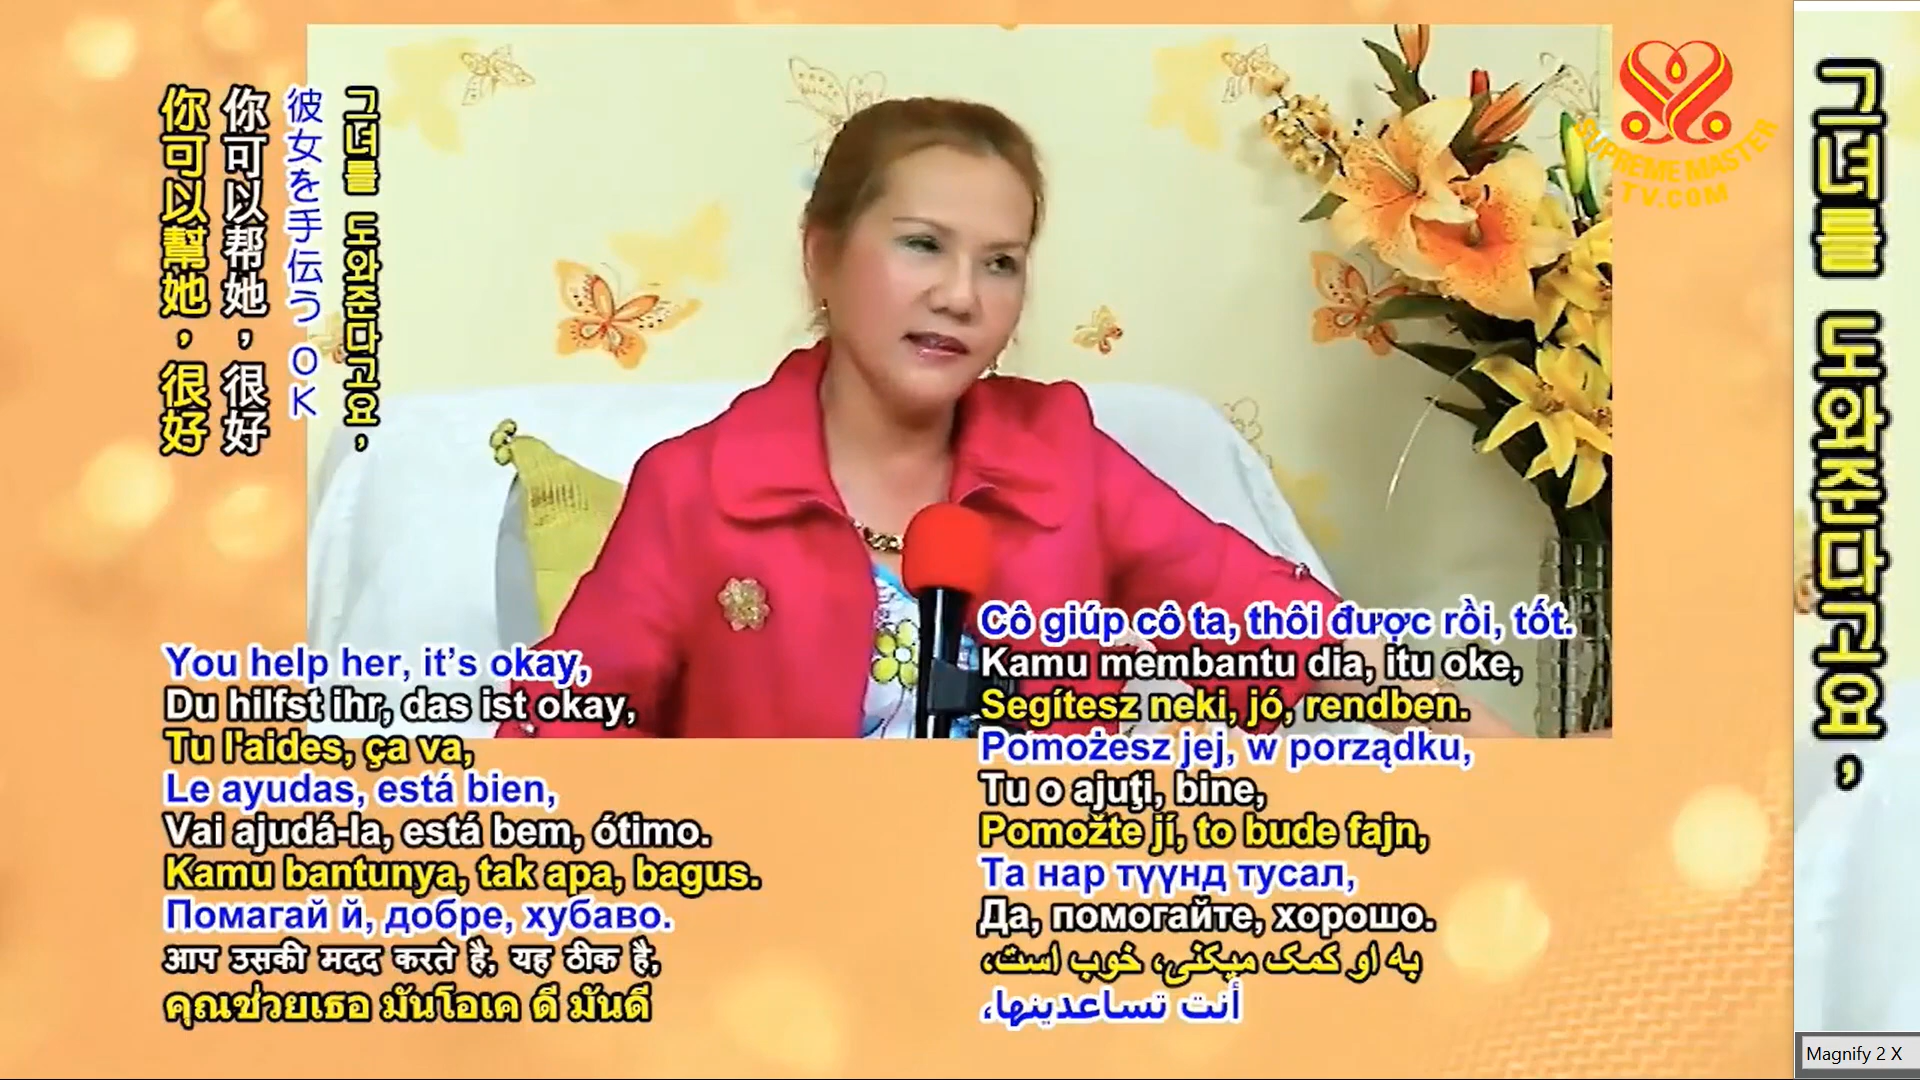 你可以幫她，很好
你可以帮她，很好
彼女を手伝う OK
그녀를 도와준다고요,
SUPREME MASTER
TV.COM
You help her, it’s okay,
Du hilfst ihr, das ist okay,
Tu l'aides, ça va,
Le ayudas, está bien,
Vai ajudá-la, está bem, ótimo.
Kamu bantunya, tak apa, bagus.
Помагай й, добре, хубаво.
आप उसकी मदद करते है, यह ठीक है,
คุณช่วยเธอ มันโอเค ดี มันดี
Cô giúp cô ta, thôi được rồi, tốt.
Kamu membantu dia, itu oke,
Segítesz neki, jó, rendben.
Pomożesz jej, w porządku,
Tu o ajuţi, bine,
Pomožte jí, to bude fajn,
Та нар түүнд тусал,
Да, помогайте, хорошо.
به او کمک میکنی، خوب است،
أنت تساعدينها،
그녀를 도와준다고요,
Magnify 2 X